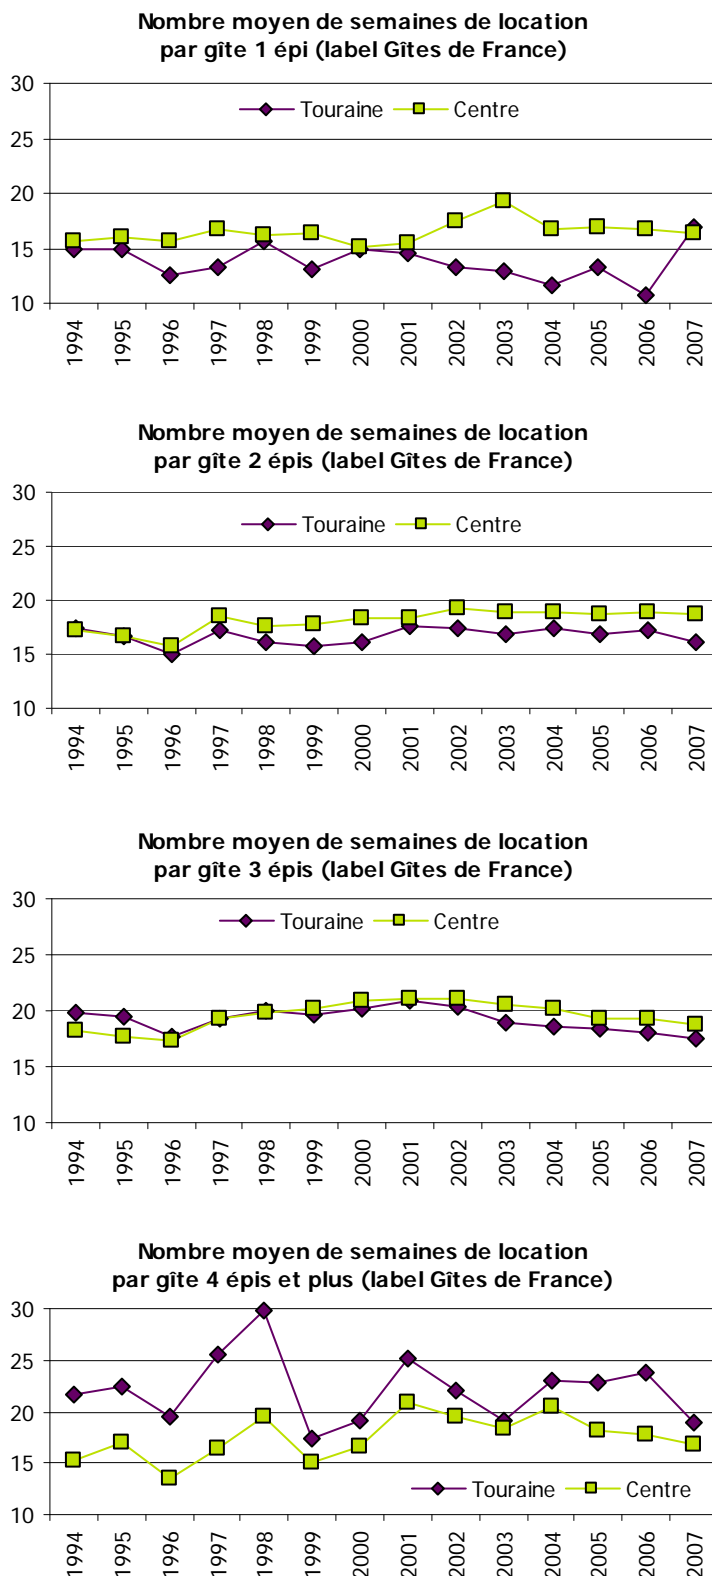 Nombre moyen de semaines de location
par gîte 1 épi (label Gîtes de France)
30
Touraine Centre
25
20
15
10
1994 1995 1996 1997 1998 1999 2000 2001 2002 2003 2004 2005 2006 2007
Nombre moyen de semaines de location
par gîte 2 épis (label Gîtes de France)
30
Touraine Centre
25
20
15
10
1994 1995 1996 1997 1998 1999 2000 2001 2002 2003 2004 2005 2006 2007
Nombre moyen de semaines de location
par gîte 3 épis (label Gîtes de France)
30
Touraine Centre
25
20
15
10
1994 1995 1996 1997 1998 1999 2000 2001 2002 2003 2004 2005 2006 2007
Nombre moyen de semaines de location
par gîte 4 épis et plus (label Gîtes de France)
30
25
20
15
Touraine Centre
10
1994 1995 1996 1997 1998 1999 2000 2001 2002 2003 2004 2005 2006 2007